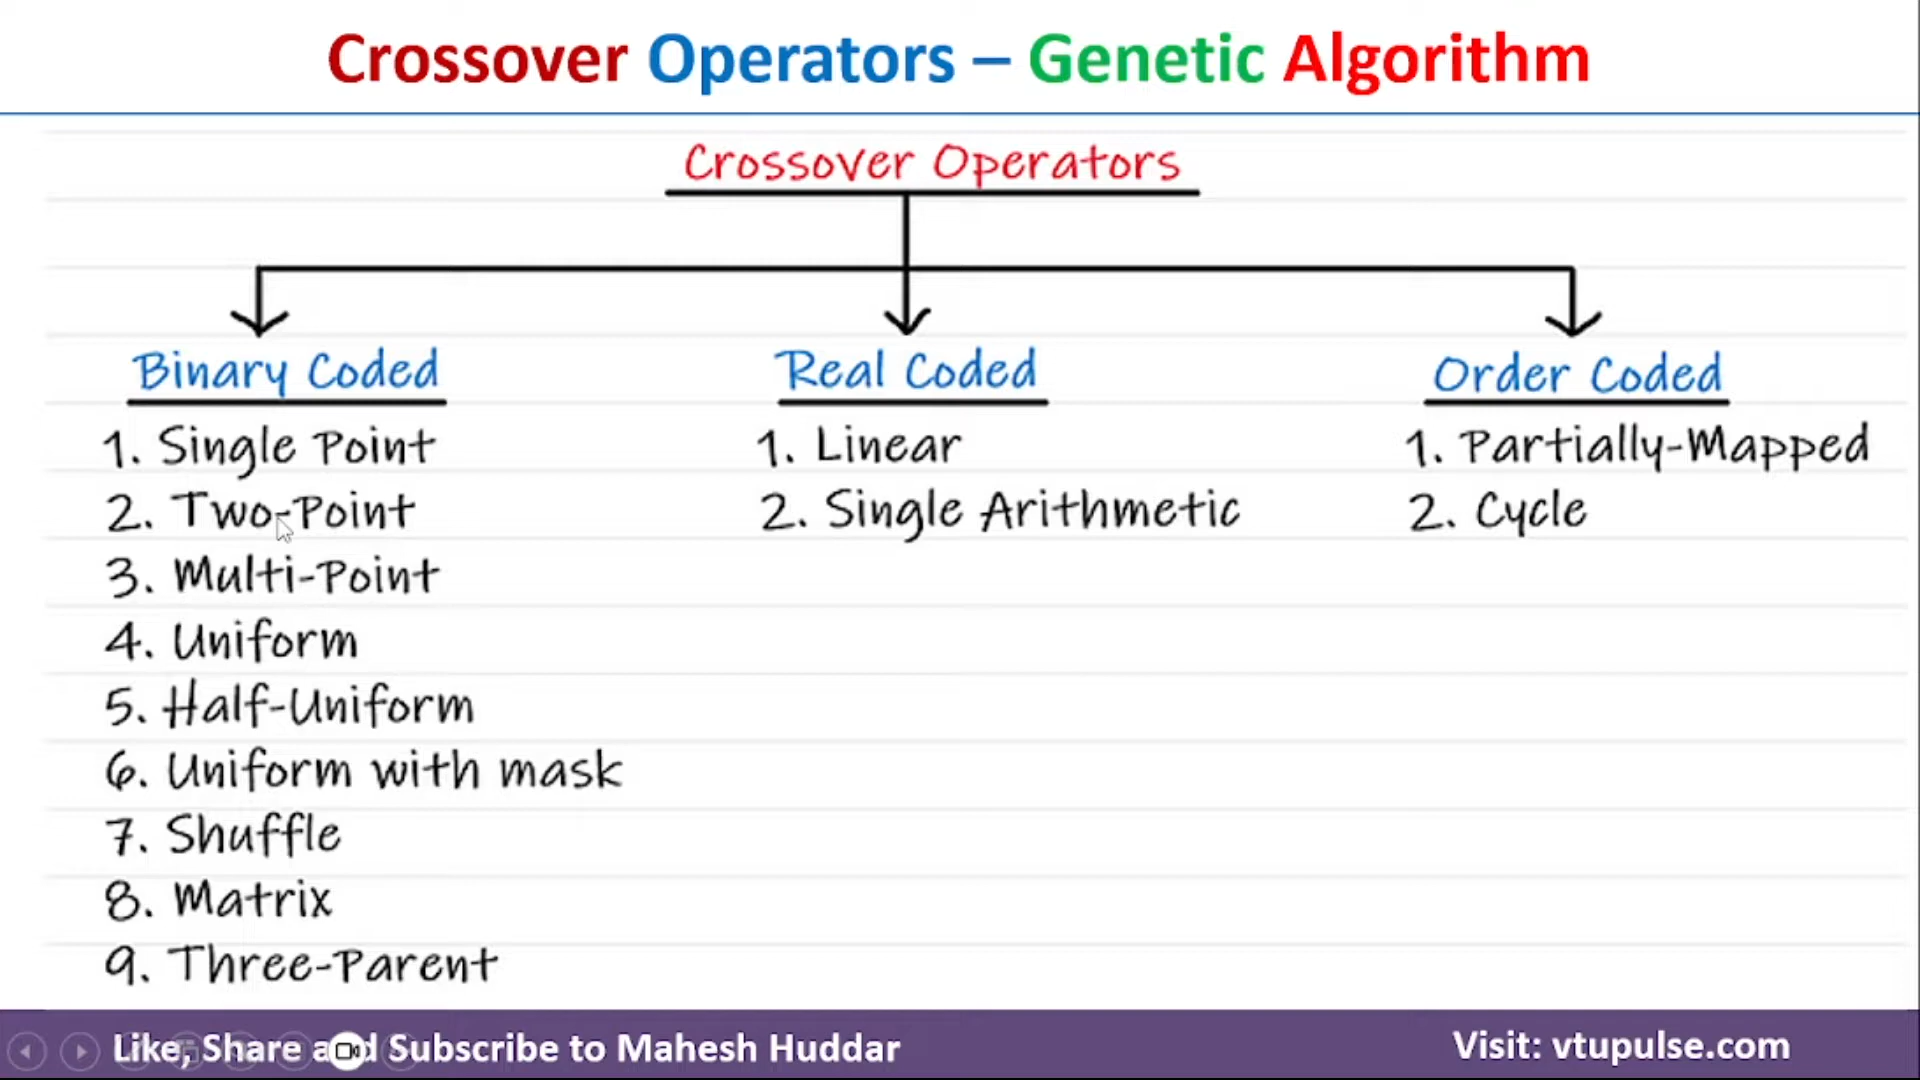 Crossover Operators – Genetic Algorithm
Crossover Operators
Binary Coded
1. Single Point
2. Two-Point
3. Multi-Point
4. Uniform
5. Half-Uniform
6. Uniform with mask
7. Shuffle
8. Matrix
9. Three-Parent
Real Coded
1. Linear
2. Single Arithmetic
Order Coded
1. Partially-Mapped
2. Cycle
Like, Share and Subscribe to Mahesh Huddar
Visit: vtupulse.com